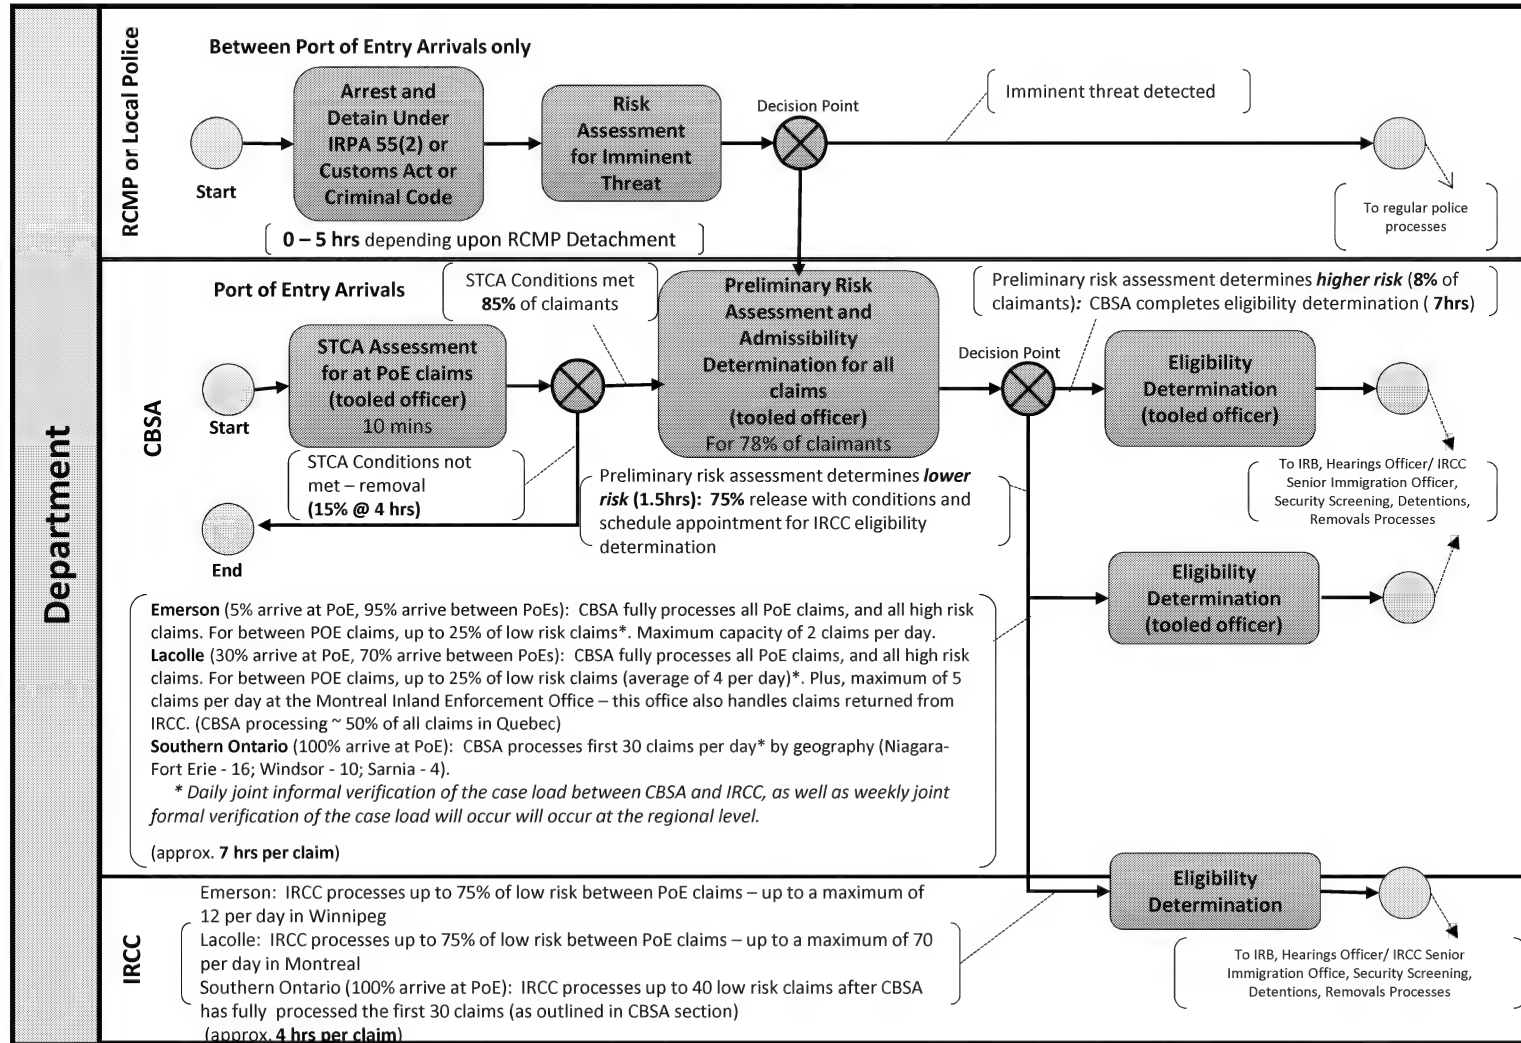 Department
RCMP or Local Police
Between Port of Entry Arrivals only
Start
Arrest and
Detain Under
IRPA 55(2) or
Customs Act or
Criminal Code
Risk
Assessment
for Imminent
Threat
Decision Point
Imminent threat detected
To regular police
processes
0 – 5 hrs depending upon RCMP Detachment
CBSA
Port of Entry Arrivals
STCA Conditions met
85% of claimants
Start
STCA Assessment
for at PoE claims
(tooled officer)
10 mins
Preliminary Risk
Assessment and
Admissibility
Determination for all
claims
(tooled officer)
For 78% of claimants
Decision Point
Preliminary risk assessment determines higher risk (8% of
claimants): CBSA completes eligibility determination ( 7hrs)
Eligibility
Determination
(tooled officer)
To IRB, Hearings Officer/ IRCC
Senior Immigration Officer,
Security Screening, Detentions,
Removals Processes
STCA Conditions not
met – removal
(15% @ 4 hrs)
End
Preliminary risk assessment determines lower
risk (1.5hrs): 75% release with conditions and
schedule appointment for IRCC eligibility
determination
Eligibility
Determination
(tooled officer)
Emerson (5% arrive at PoE, 95% arrive between PoEs): CBSA fully processes all PoE claims, and all high risk
claims. For between POE claims, up to 25% of low risk claims*. Maximum capacity of 2 claims per day.
Lacolle (30% arrive at PoE, 70% arrive between PoEs): CBSA fully processes all PoE claims, and all high risk
claims. For between POE claims, up to 25% of low risk claims (average of 4 per day)*. Plus, maximum of 5
claims per day at the Montreal Inland Enforcement Office – this office also handles claims returned from
IRCC. (CBSA processing ~ 50% of all claims in Quebec)
Southern Ontario (100% arrive at PoE): CBSA processes first 30 claims per day* by geography (Niagara-
Fort Erie - 16; Windsor - 10; Sarnia - 4).
* Daily joint informal verification of the case load between CBSA and IRCC, as well as weekly joint
formal verification of the case load will occur will occur at the regional level.
(approx. 7 hrs per claim)
IRCC
Emerson: IRCC processes up to 75% of low risk between PoE claims – up to a maximum of
12 per day in Winnipeg
Lacolle: IRCC processes up to 75% of low risk between PoE claims – up to a maximum of 70
per day in Montreal
Southern Ontario (100% arrive at PoE): IRCC processes up to 40 low risk claims after CBSA
has fully processed the first 30 claims (as outlined in CBSA section)
(approx. 4 hrs per claim)
Eligibility
Determination
To IRB, Hearings Officer/ IRCC Senior
Immigration Office, Security Screening,
Detentions, Removals Processes